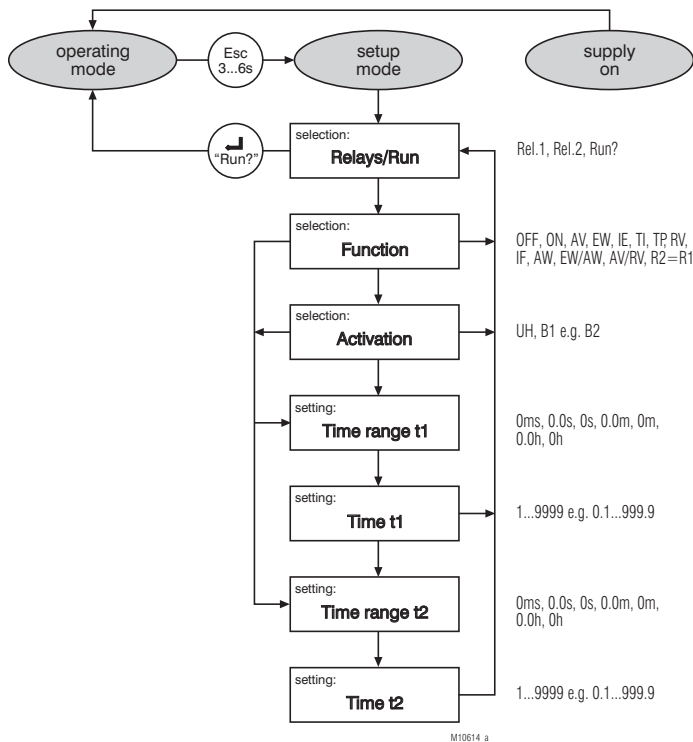 operating
mode
Esc
3...6s
setup
mode
supply
on
"Run?"
selection:
Relays/Run
Rel.1, Rel.2, Run?
selection:
Function
OFF, ON, AV, EW, IE, TI, TP, RV,
IF, AW, EW/AW, AV/RV, R2=R1
selection:
Activation
UH, B1 e.g. B2
setting:
Time range t1
0ms, 0.0s, 0s, 0.0m, 0m,
0.0h, 0h
setting:
Time t1
1...9999 e.g. 0.1...999.9
setting:
Time range t2
0ms, 0.0s, 0s, 0.0m, 0m,
0.0h, 0h
setting:
Time t2
1...9999 e.g. 0.1...999.9
M10614_a